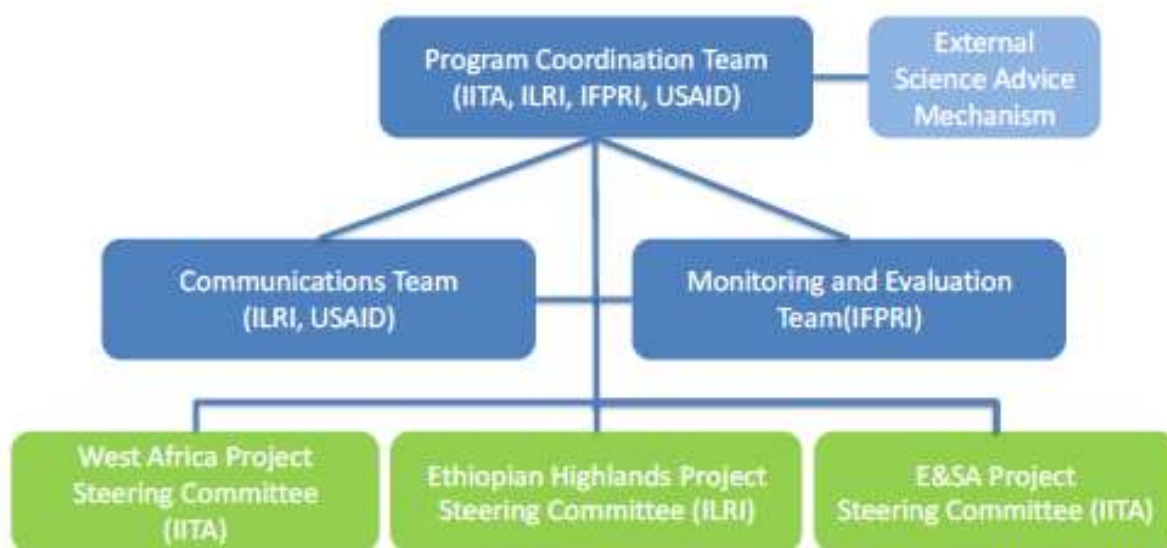 Program Coordination Team
(IITA, ILRI, IFPRI, USAID)
External
Science Advice
Mechanism
Communications Team
(ILRI, USAID)
Monitoring and Evaluation
Team(IFPRI)
West Africa Project
Steering Committee
(IITA)
Ethiopian Highlands Project
Steering Committee (ILRI)
E&SA Project
Steering Committee (IITA)